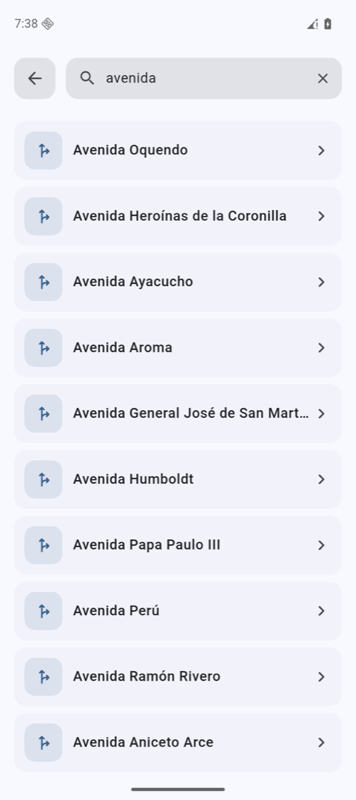 7:38
avenida
Avenida Oquendo
Avenida Heroínas de la Coronilla
Avenida Ayacucho
Avenida Aroma
Avenida General José de San Mart...
Avenida Humboldt
Avenida Papa Paulo III
Avenida Perú
Avenida Ramón Rivero
Avenida Aniceto Arce